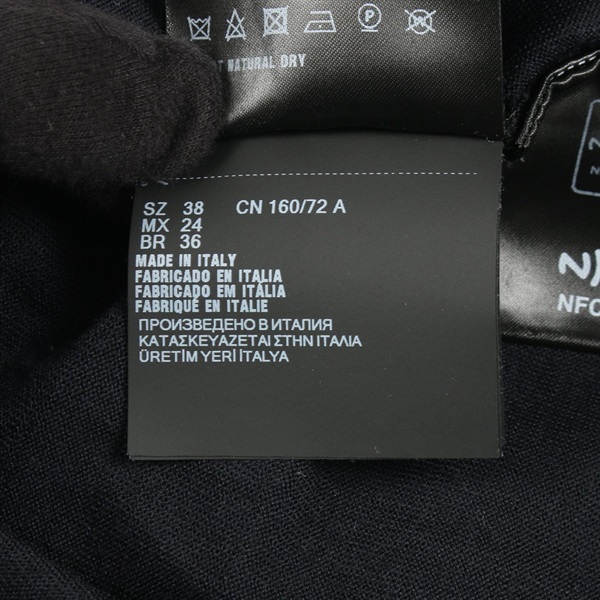 NATURAL DRY
SZ 38 CN 160/72 A
MX 24
BR 36
MADE IN ITALY
FABRICADO EN ITALIA
FABRICADO EM ITÁLIA
FABRIQUÉ EN ITALIE
ПРОИЗВЕДЕНО В ИТАЛИЯ
ΚΑΤΑΣΚΕΥΑΖΕΤΑΙ ΣΤΗΝ ΙΤΑΛΙΑ
ÜRETİM YERİ İTALYA
NFC